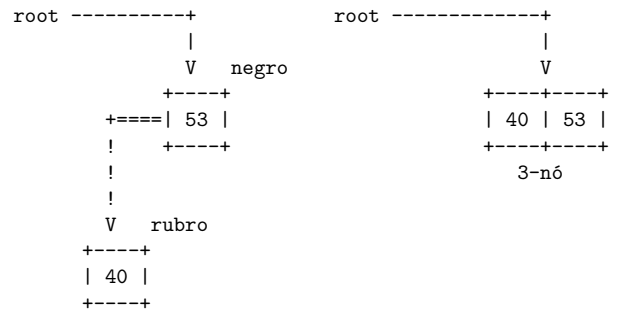 root ----------+              root ------------+
               |                               |
               V   negro                       V
             +----+                       +----+----+
        +====| 53 |                       | 40 | 53 |
        !    +----+                       +----+----+
        !                                    3-nó
        !
        V   rubro
      +----+
      | 40 |
      +----+